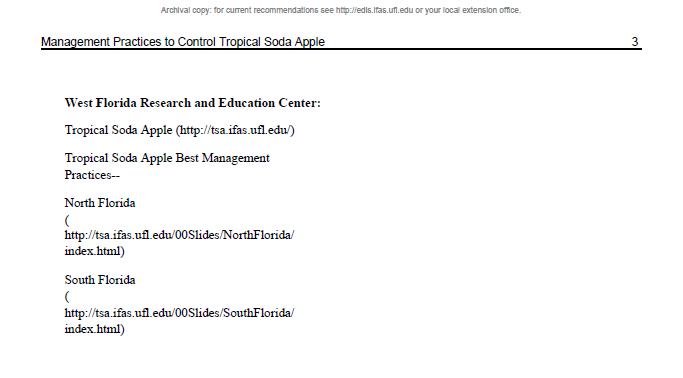 Archival copy: for current recommendations see http://edis.ifas.ufl.edu or your local extension office.
Management Practices to Control Tropical Soda Apple 3
West Florida Research and Education Center:
Tropical Soda Apple (http://tsa.ifas.ufl.edu/)
Tropical Soda Apple Best Management
Practices--
North Florida
(
http://tsa.ifas.ufl.edu/00Slides/NorthFlorida/
index.html)
South Florida
(
http://tsa.ifas.ufl.edu/00Slides/SouthFlorida/
index.html)